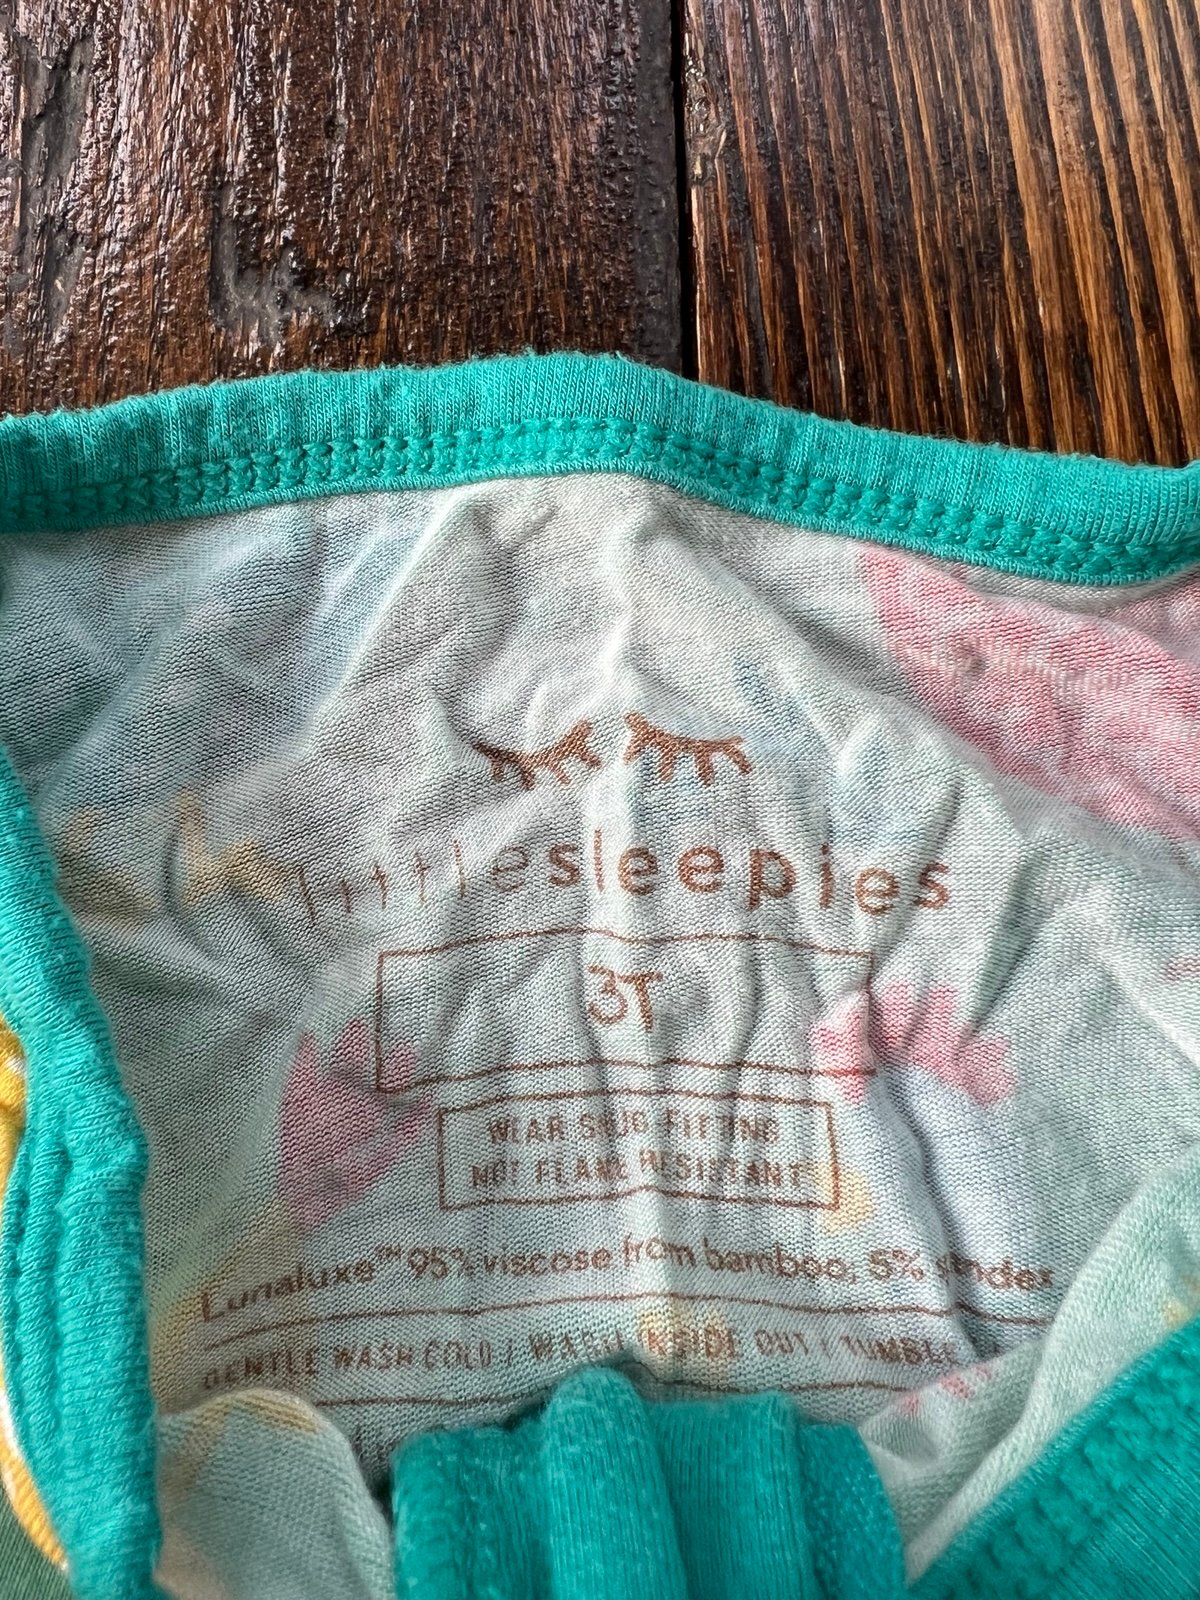 littlesleepies
3T
WEAR SNUG FITTING
NOT FLAME RESISTANT
Lunaluxe™ 95% viscose from bamboo, 5% spandex
GENTLE WASH COLD | WASH INSIDE OUT | TUMBLE